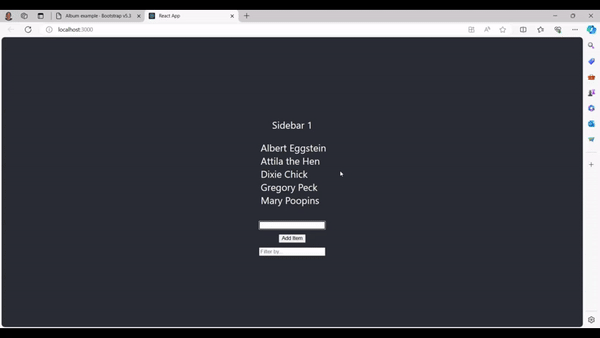 Album example · Bootstrap v5.3
React App
localhost:3000
Sidebar 1
Albert Eggstein
Attila the Hen
Dixie Chick
Gregory Peck
Mary Poopins
Add Item
Filter by...